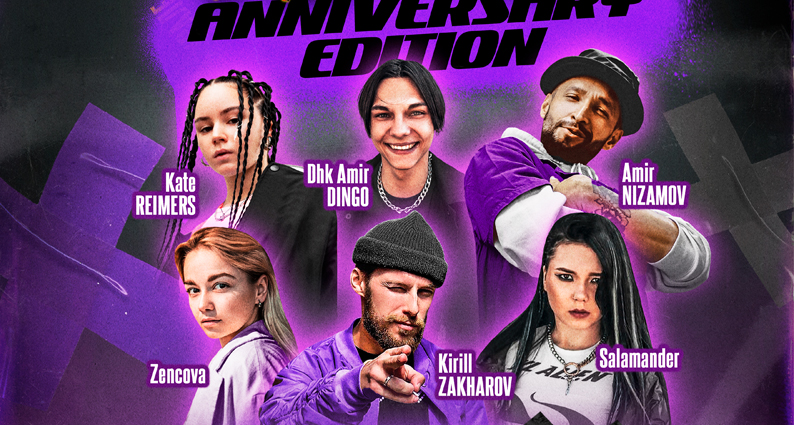 ANNIVERSARY
EDITION
Kate
REIMERS
Dhk Amir
DINGO
Amir
NIZAMOV
Zencova
Kirill
ZAKHAROV
Salamander